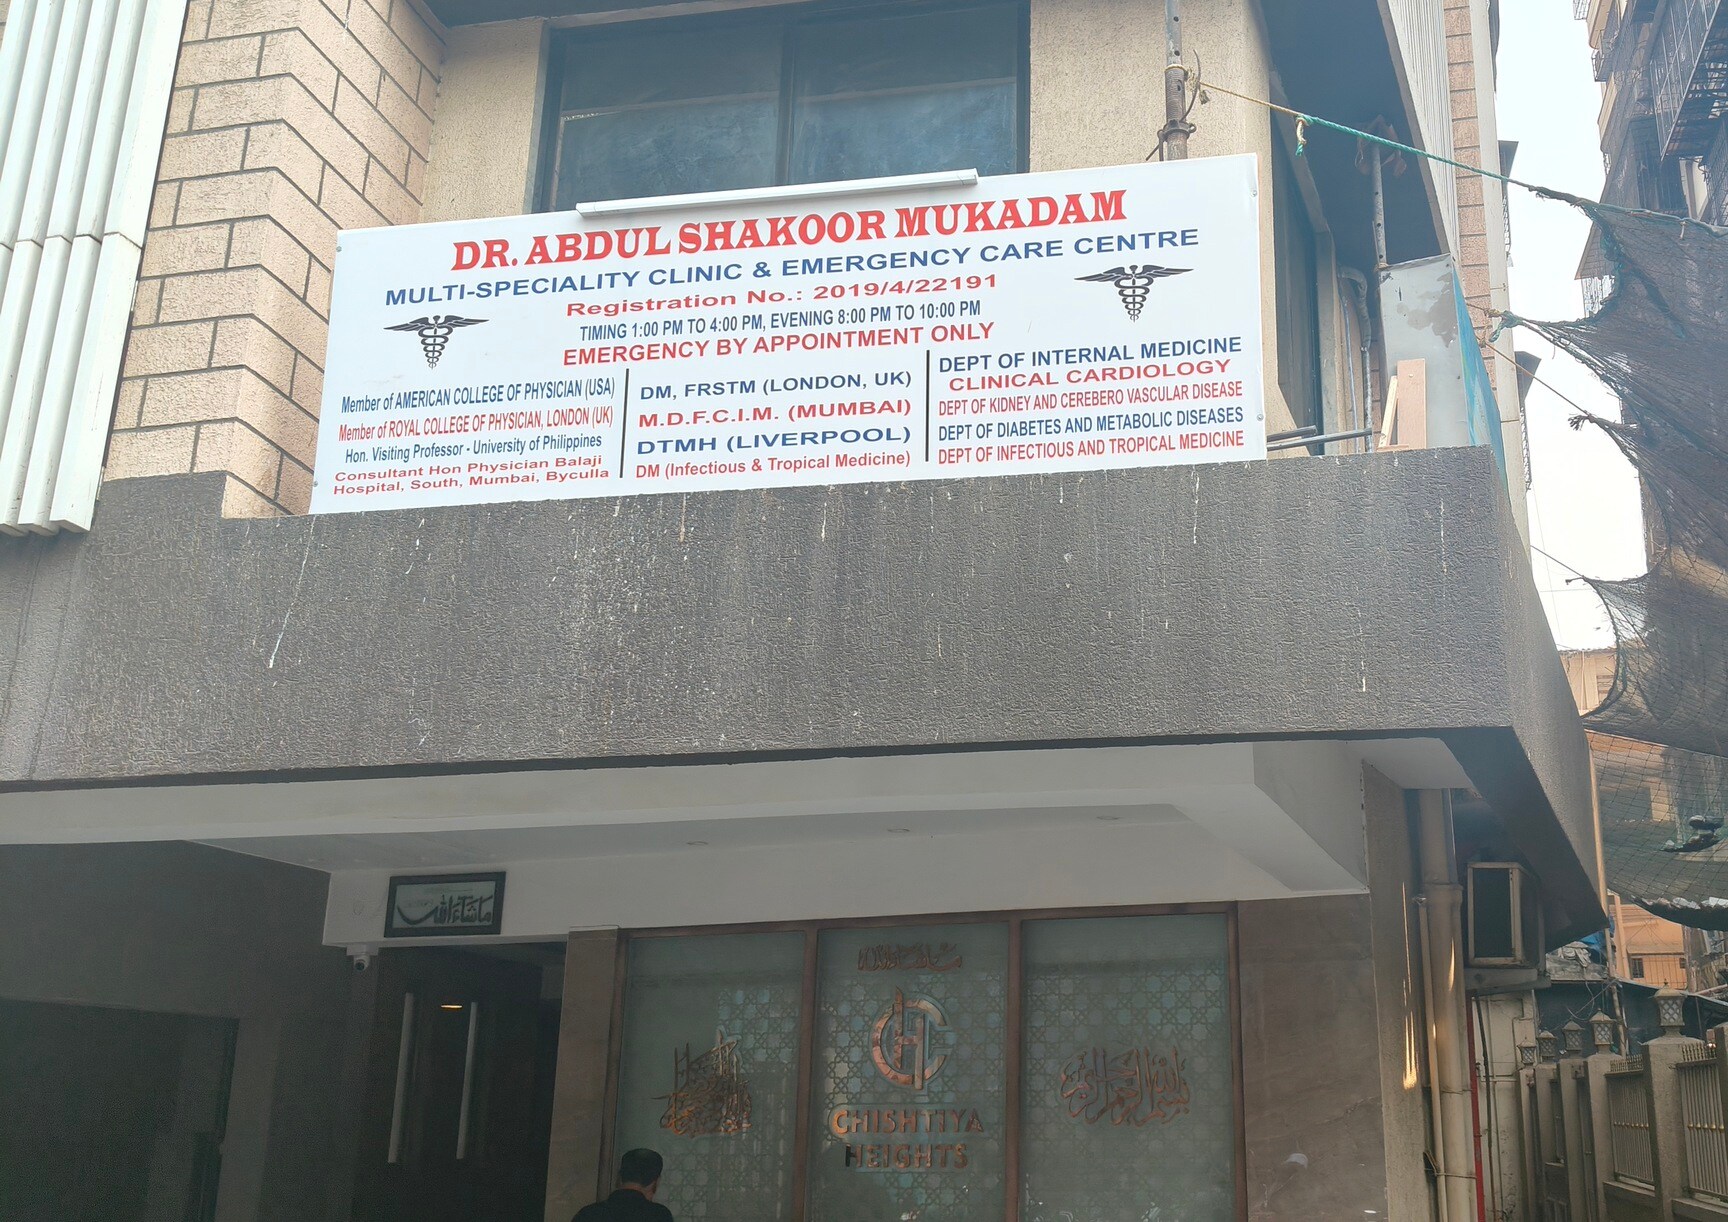 DR. ABDUL SHAKOOR MUKADAM
MULTI-SPECIALITY CLINIC & EMERGENCY CARE CENTRE
Registration No.: 2019/4/22191
TIMING 1:00 PM TO 4:00 PM, EVENING 8:00 PM TO 10:00 PM
EMERGENCY BY APPOINTMENT ONLY
Member of AMERICAN COLLEGE OF PHYSICIAN (USA)
Member of ROYAL COLLEGE OF PHYSICIAN, LONDON (UK)
Hon. Visiting Professor - University of Philippines
Consultant Hon Physician Balaji
Hospital, South, Mumbai, Byculla
DM, FRSTM (LONDON, UK)
M.D.F.C.I.M. (MUMBAI)
DTMH (LIVERPOOL)
DM (Infectious & Tropical Medicine)
DEPT OF INTERNAL MEDICINE
CLINICAL CARDIOLOGY
DEPT OF KIDNEY AND CEREBERO VASCULAR DISEASE
DEPT OF DIABETES AND METABOLIC DISEASES
DEPT OF INFECTIOUS AND TROPICAL MEDICINE
ماشاءالله
ماشاءالله
CHISHTIYA
HEIGHTS
بسم الله الرحمن الرحيم